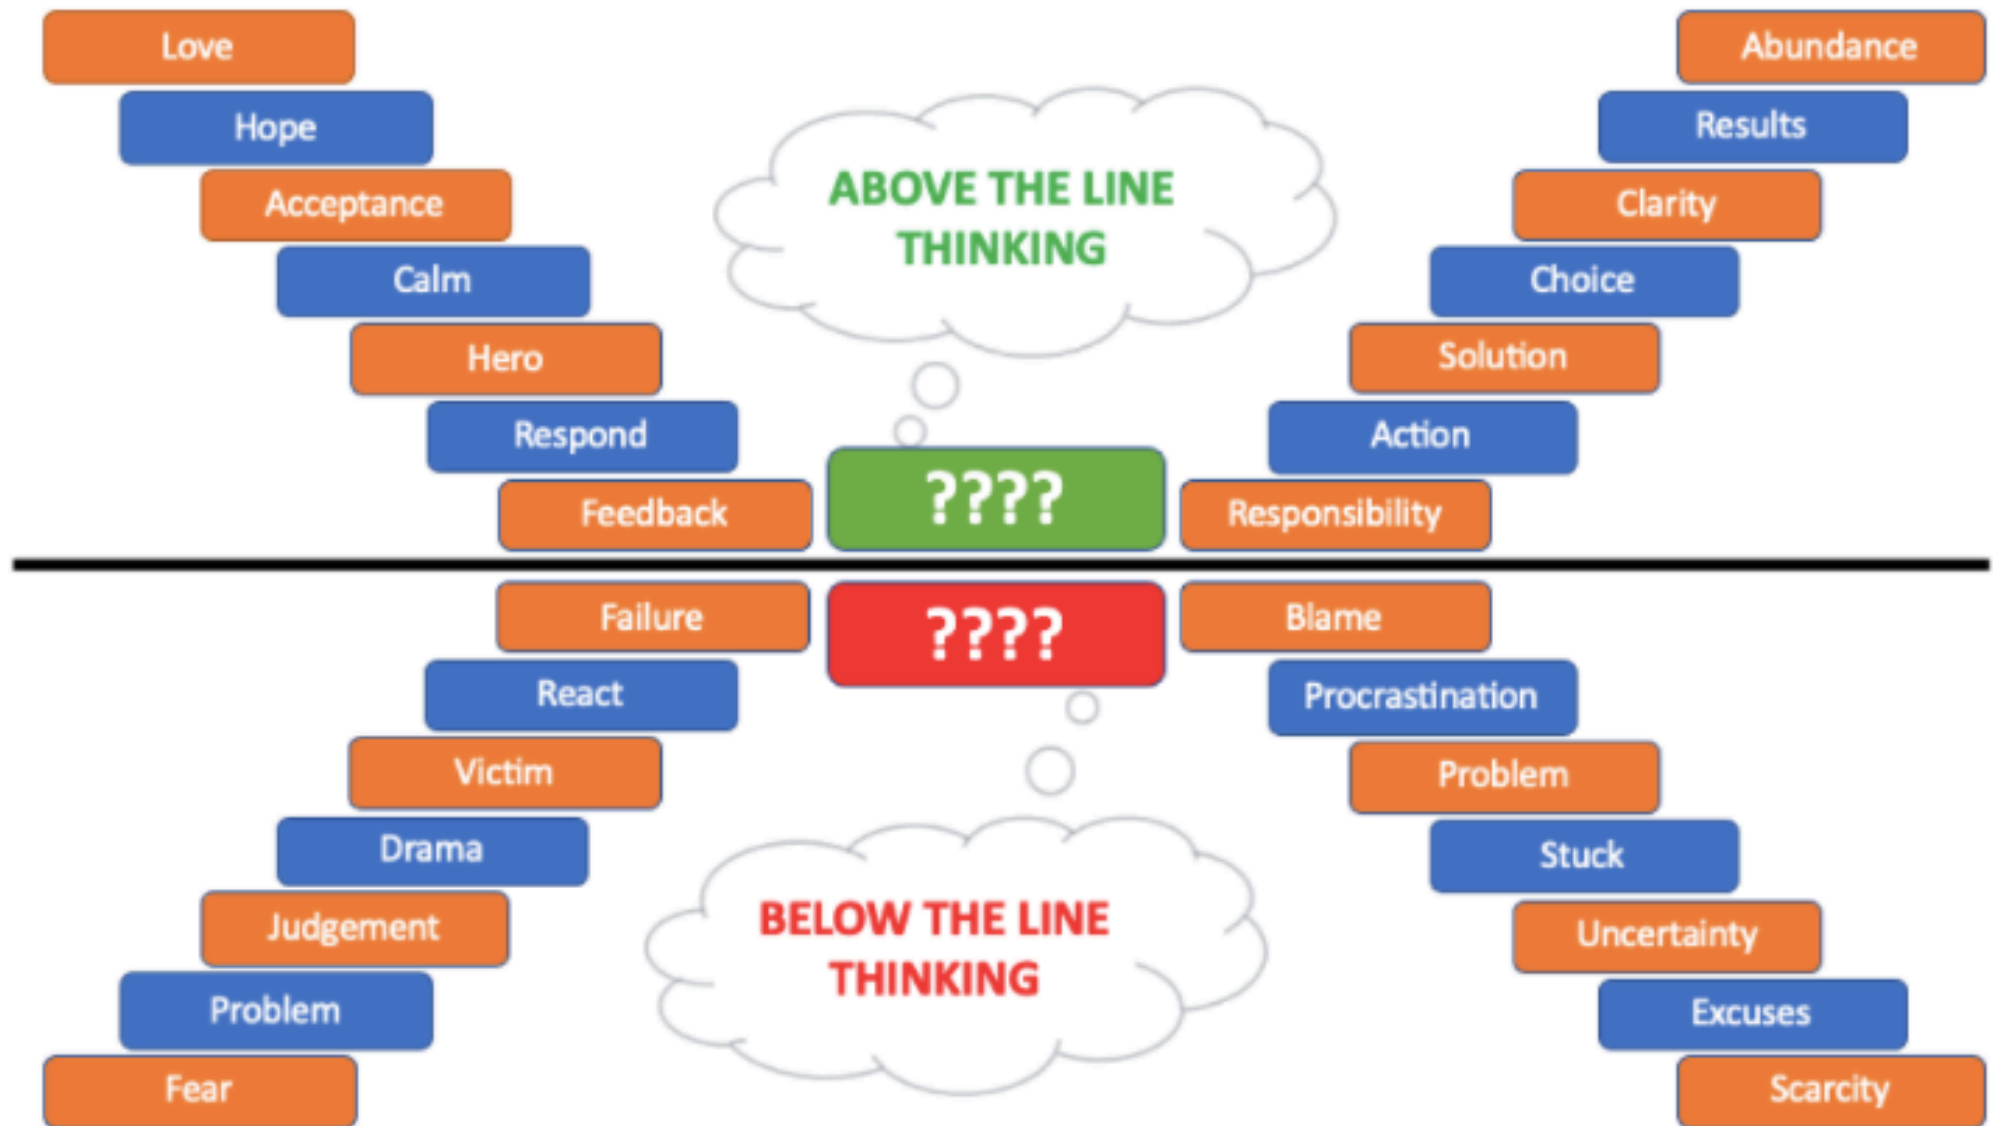 Love
Abundance
Hope
Results
Acceptance
Clarity
Calm
Choice
Hero
Solution
Respond
Action
Feedback
????
Responsibility
ABOVE THE LINE
THINKING
Failure
????
Blame
React
Procrastination
Victim
Problem
Drama
Stuck
Judgement
Uncertainty
Problem
Excuses
Fear
Scarcity
BELOW THE LINE
THINKING